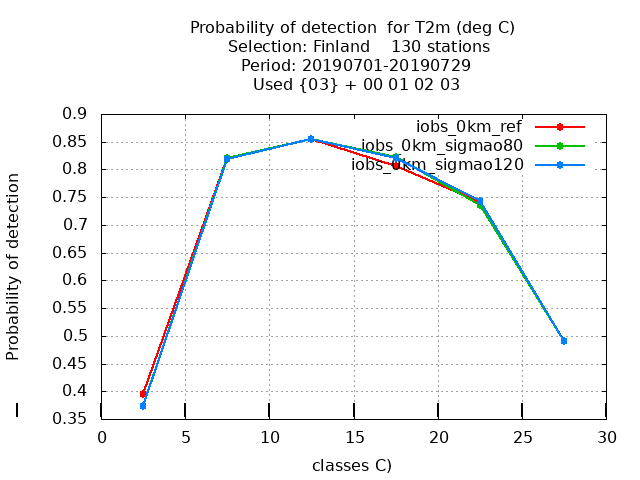 Probability of detection  for T2m (deg C)
Selection: Finland    130 stations
Period: 20190701-20190729
Used {03} + 00 01 02 03
iobs_0km_ref
iobs_0km_sigmao80
iobs_0km_sigmao120
0.9
0.85
0.8
0.75
0.7
0.65
0.6
0.55
0.5
0.45
0.4
0.35
Probability of detection
0 5 10 15 20 25 30
classes C)